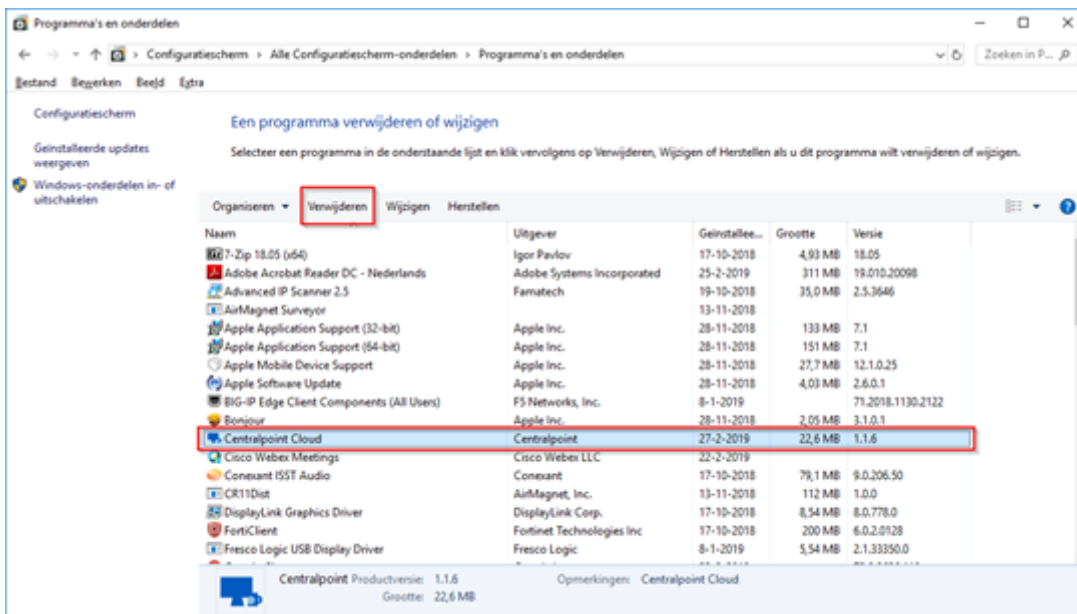 Programma's en onderdelen
Configuratiescherm > Alle Configuratiescherm-onderdelen > Programma's en onderdelen
Zoeken in P...
Bestand Bewerken Beeld Extra
Configuratiescherm
Geïnstalleerde updates weergeven
Windows-onderdelen in- of uitschakelen
Een programma verwijderen of wijzigen
Selecteer een programma in de onderstaande lijst en klik vervolgens op Verwijderen, Wijzigen of Herstellen als u dit programma wilt verwijderen of wijzigen.
Organiseren Verwijderen Wijzigen Herstellen
Naam Uitgever Geïnstallee... Grootte Versie
7-Zip 18.05 (x64) Igor Pavlov 17-10-2018 4,93 MB 18.05
Adobe Acrobat Reader DC - Nederlands Adobe Systems Incorporated 25-2-2019 311 MB 19.010.20098
Advanced IP Scanner 2.5 Famatech 19-10-2018 35,0 MB 2.5.3646
AirMagnet Surveyor 13-11-2018
Apple Application Support (32-bit) Apple Inc. 28-11-2018 133 MB 7.1
Apple Application Support (64-bit) Apple Inc. 28-11-2018 151 MB 7.1
Apple Mobile Device Support Apple Inc. 28-11-2018 27,7 MB 12.1.0.25
Apple Software Update Apple Inc. 28-11-2018 4,03 MB 2.6.0.1
BIG-IP Edge Client Components (All Users) F5 Networks, Inc. 8-1-2019 71.2018.1130.2122
Bonjour Apple Inc. 28-11-2018 2,05 MB 3.1.0.1
Centralpoint Cloud Centralpoint 27-2-2019 22,6 MB 1.1.6
Cisco Webex Meetings Cisco Webex LLC 22-2-2019
Conexant ISST Audio Conexant 17-10-2018 79,1 MB 9.0.206.50
CR11Dist AirMagnet, Inc. 13-11-2018 112 MB 1.0.0
DisplayLink Graphics Driver DisplayLink Corp. 17-10-2018 8,54 MB 8.0.778.0
FortiClient Fortinet Technologies Inc 17-10-2018 200 MB 6.0.2.0128
Fresco Logic USB Display Driver Fresco Logic 8-1-2019 5,54 MB 2.1.33350.0
Centralpoint Productversie: 1.1.6 Opmerkingen: Centralpoint Cloud
Grootte: 22,6 MB